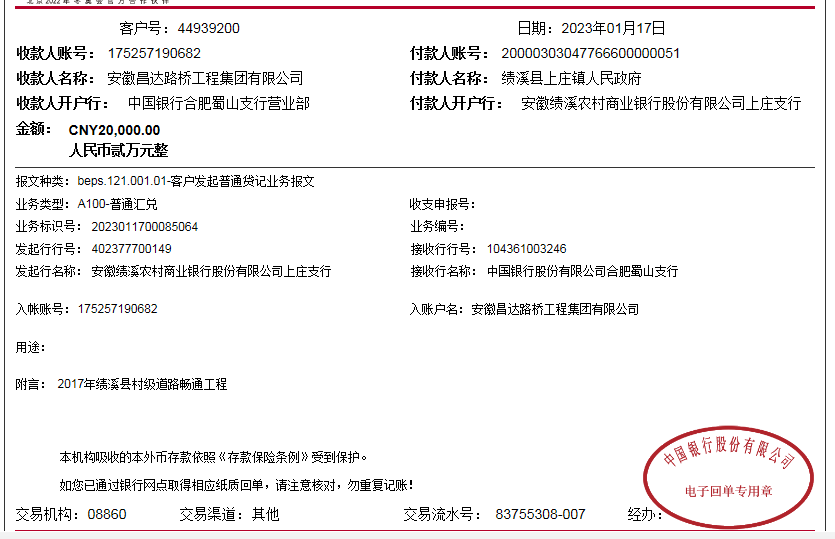 北京2022年冬奥会官方合作伙伴
客户号：44939200 日期：2023年01月17日
收款人账号：175257190682 付款人账号：20000303047766600000051
收款人名称：安徽昌达路桥工程集团有限公司 付款人名称：绩溪县上庄镇人民政府
收款人开户行：中国银行合肥蜀山支行营业部 付款人开户行：安徽绩溪农村商业银行股份有限公司上庄支行
金额：CNY20,000.00
人民币贰万元整
报文种类：beps.121.001.01-客户发起普通贷记业务报文
业务类型：A100-普通汇兑 收支申报号：
业务标识号：2023011700085064 业务编号：
发起行行号：402377700149 接收行行号：104361003246
发起行名称：安徽绩溪农村商业银行股份有限公司上庄支行 接收行名称：中国银行股份有限公司合肥蜀山支行
入帐账号：175257190682 入账户名：安徽昌达路桥工程集团有限公司
用途：
附言：2017年绩溪县村级道路畅通工程
本机构吸收的本外币存款依照《存款保险条例》受到保护。
如您已通过银行网点取得相应纸质回单，请注意核对，勿重复记账！
中国银行股份有限公司
电子回单专用章
交易机构：08860 交易渠道：其他 交易流水号：83755308-007 经办：